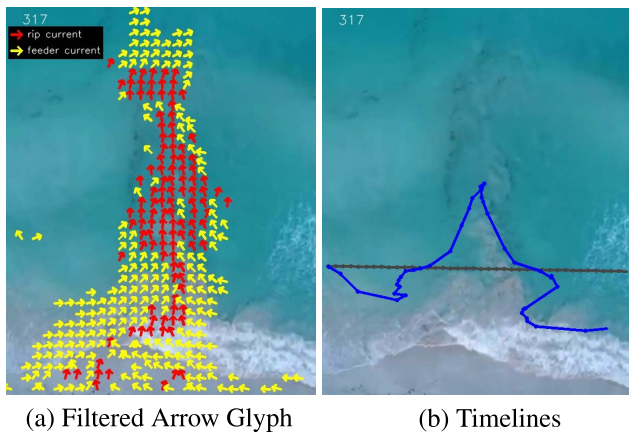 317
rip current
feeder current
317
(a) Filtered Arrow Glyph
(b) Timelines